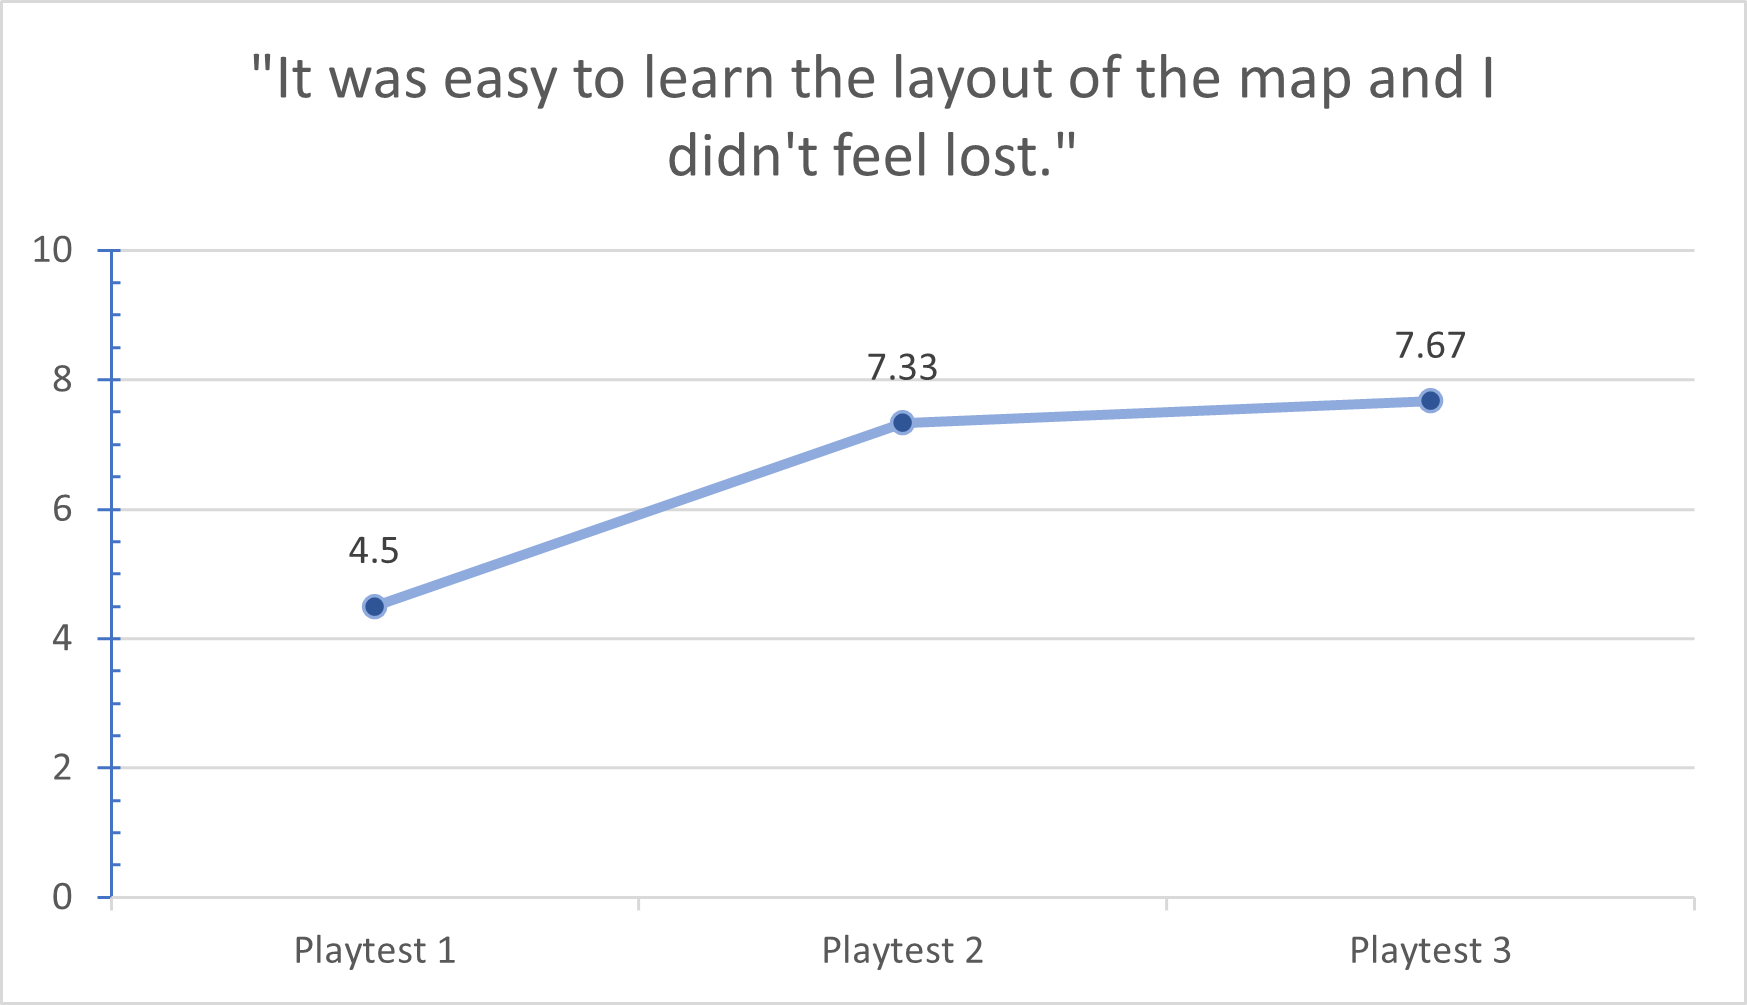 "It was easy to learn the layout of the map and I
didn't feel lost."
10
8
6
4
2
0
4.5
7.33
7.67
Playtest 1
Playtest 2
Playtest 3